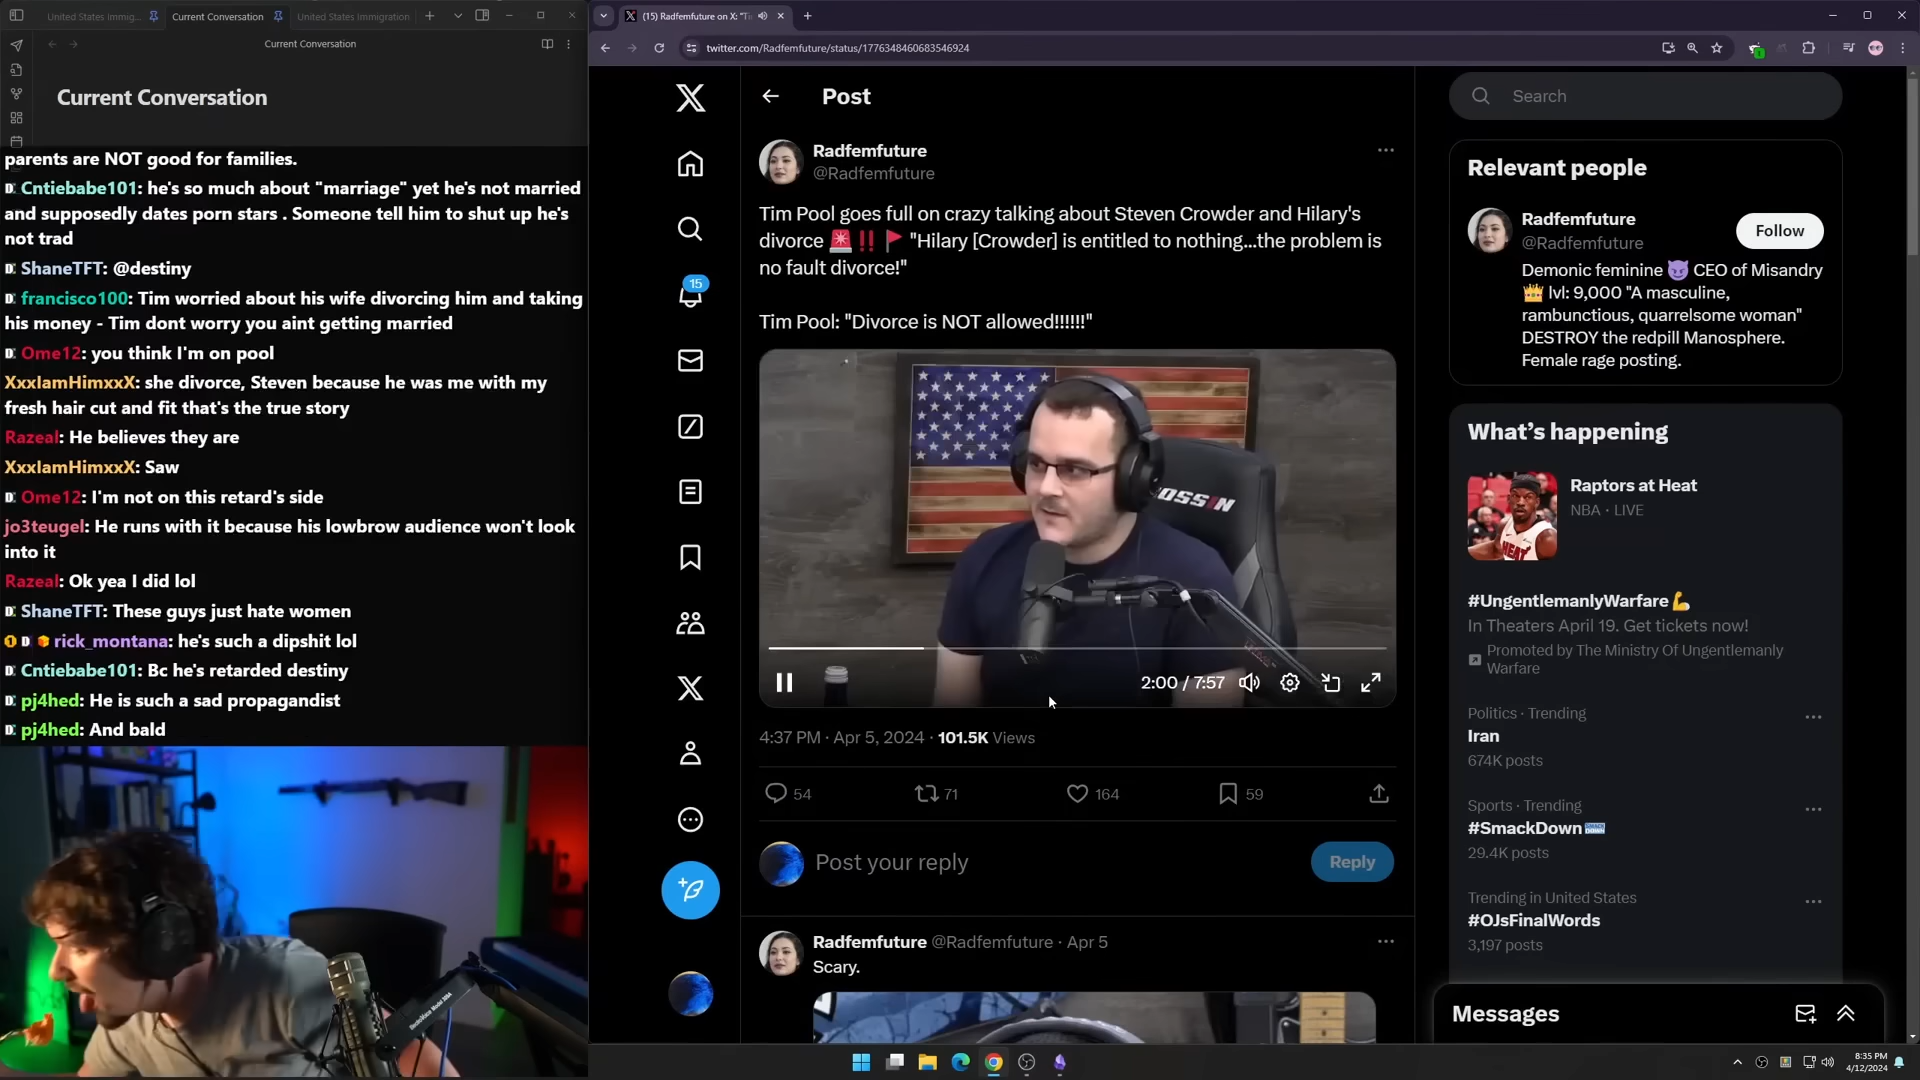 United States Immig...
Current Conversation
United States Immigration
Current Conversation
Current Conversation
parents are NOT good for families.
Cntiebabe101: he's so much about "marriage" yet he's not married
and supposedly dates porn stars . Someone tell him to shut up he's
not trad
ShaneTFT: @destiny
francisco100: Tim worried about his wife divorcing him and taking
his money - Tim dont worry you aint getting married
Ome12: you think I'm on pool
XxxIamHimxxX: she divorce, Steven because he was me with my
fresh hair cut and fit that's the true story
Razeal: He believes they are
XxxIamHimxxX: Saw
Ome12: I'm not on this retard's side
jo3teugel: He runs with it because his lowbrow audience won't look
into it
Razeal: Ok yea I did lol
ShaneTFT: These guys just hate women
rick_montana: he's such a dipshit lol
Cntiebabe101: Bc he's retarded destiny
pj4hed: He is such a sad propagandist
pj4hed: And bald
(15) Radfemfuture on X: "Ti
twitter.com/Radfemfuture/status/1776348460683546924
15
Post
Radfemfuture
@Radfemfuture
Tim Pool goes full on crazy talking about Steven Crowder and Hilary's
divorce 🚨‼️🚩 "Hilary [Crowder] is entitled to nothing...the problem is
no fault divorce!"
Tim Pool: "Divorce is NOT allowed!!!!!!"
2:00 / 7:57
4:37 PM · Apr 5, 2024 · 101.5K Views
54
71
164
59
Post your reply
Reply
Radfemfuture @Radfemfuture · Apr 5
Scary.
Search
Relevant people
Radfemfuture
@Radfemfuture
Follow
Demonic feminine 😈 CEO of Misandry
👑 lvl: 9,000 "A masculine,
rambunctious, quarrelsome woman"
DESTROY the redpill Manosphere.
Female rage posting.
What's happening
Raptors at Heat
NBA · LIVE
HEAT
#UngentlemanlyWarfare💪
In Theaters April 19. Get tickets now!
Promoted by The Ministry Of Ungentlemanly
Warfare
Politics · Trending
Iran
674K posts
Sports · Trending
#SmackDown
29.4K posts
Trending in United States
#OJsFinalWords
3,197 posts
Messages
8:35 PM
4/12/2024